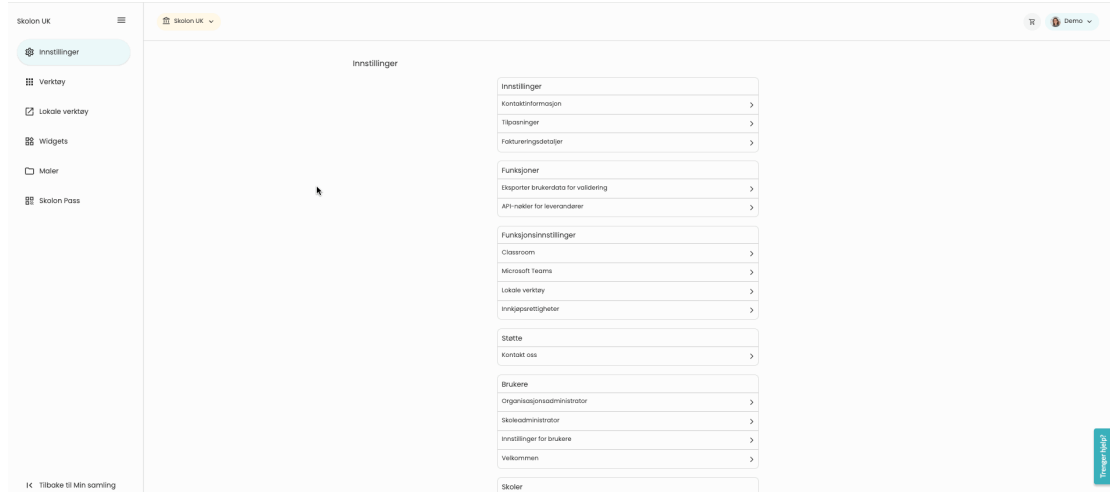 Skolon UK
Skolon UK
Demo
Innstillinger
Verktøy
Lokale verktøy
Widgets
Maler
Skolon Pass
Tilbake til Min samling
Innstillinger
Innstillinger
Kontaktinformasjon
Tilpasninger
Faktureringsdetaljer
Funksjoner
Eksporter brukerdata for validering
API-nøkler for leverandører
Funksjonsinnstillinger
Classroom
Microsoft Teams
Lokale verktøy
Innkjøpsrettigheter
Støtte
Kontakt oss
Brukere
Organisasjonsadministrator
Skoleadministrator
Innstillinger for brukere
Velkommen
Skoler
Trenger hjelp?